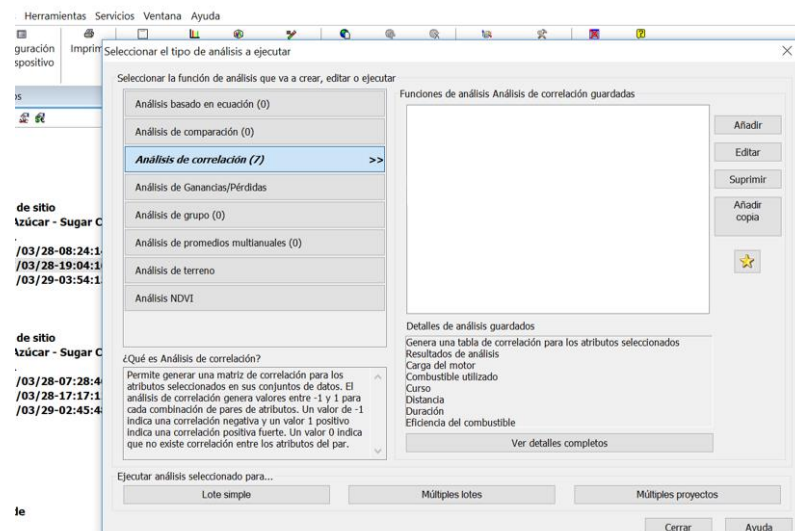 Herramientas Servicios Ventana Ayuda
guración
spositivo
Imprim
Seleccionar el tipo de análisis a ejecutar
Seleccionar la función de análisis que va a crear, editar o ejecutar
Análisis basado en ecuación (0)
Análisis de comparación (0)
Análisis de correlación (7) >>
Análisis de Ganancias/Pérdidas
Análisis de grupo (0)
Análisis de promedios multianuales (0)
Análisis de terreno
Análisis NDVI
¿Qué es Análisis de correlación?
Permite generar una matriz de correlación para los
atributos seleccionados en sus conjuntos de datos. El
análisis de correlación genera valores entre -1 y 1 para
cada combinación de pares de atributos. Un valor de -1
indica una correlación negativa y un valor 1 positivo
indica una correlación positiva fuerte. Un valor 0 indica
que no existe correlación entre los atributos del par.
Funciones de análisis Análisis de correlación guardadas
Añadir
Editar
Suprimir
Añadir
copia
Detalles de análisis guardados
Genera una tabla de correlación para los atributos seleccionados
Resultados de análisis
Carga del motor
Combustible utilizado
Curso
Distancia
Duración
Eficiencia del combustible
Ver detalles completos
Ejecutar análisis seleccionado para...
Lote simple
Múltiples lotes
Múltiples proyectos
Cerrar
Ayuda
os
de sitio
Azúcar - Sugar C
/03/28-08:24:1
/03/28-19:04:1
/03/29-03:54:1
de sitio
Azúcar - Sugar C
/03/28-07:28:4
/03/28-17:17:1
/03/29-02:45:4
de